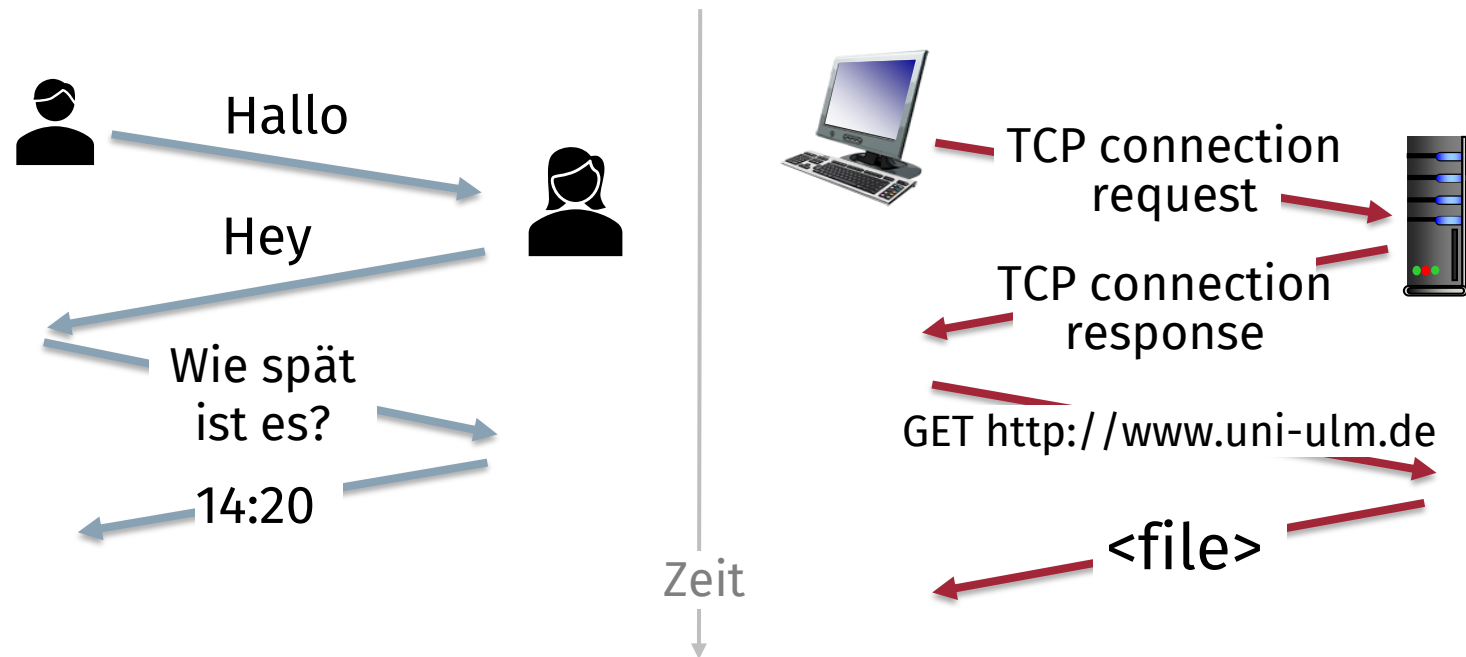 Hallo
Hey
Wie spät
ist es?
14:20
Zeit
TCP connection
request
TCP connection
response
GET http://www.uni-ulm.de
<file>